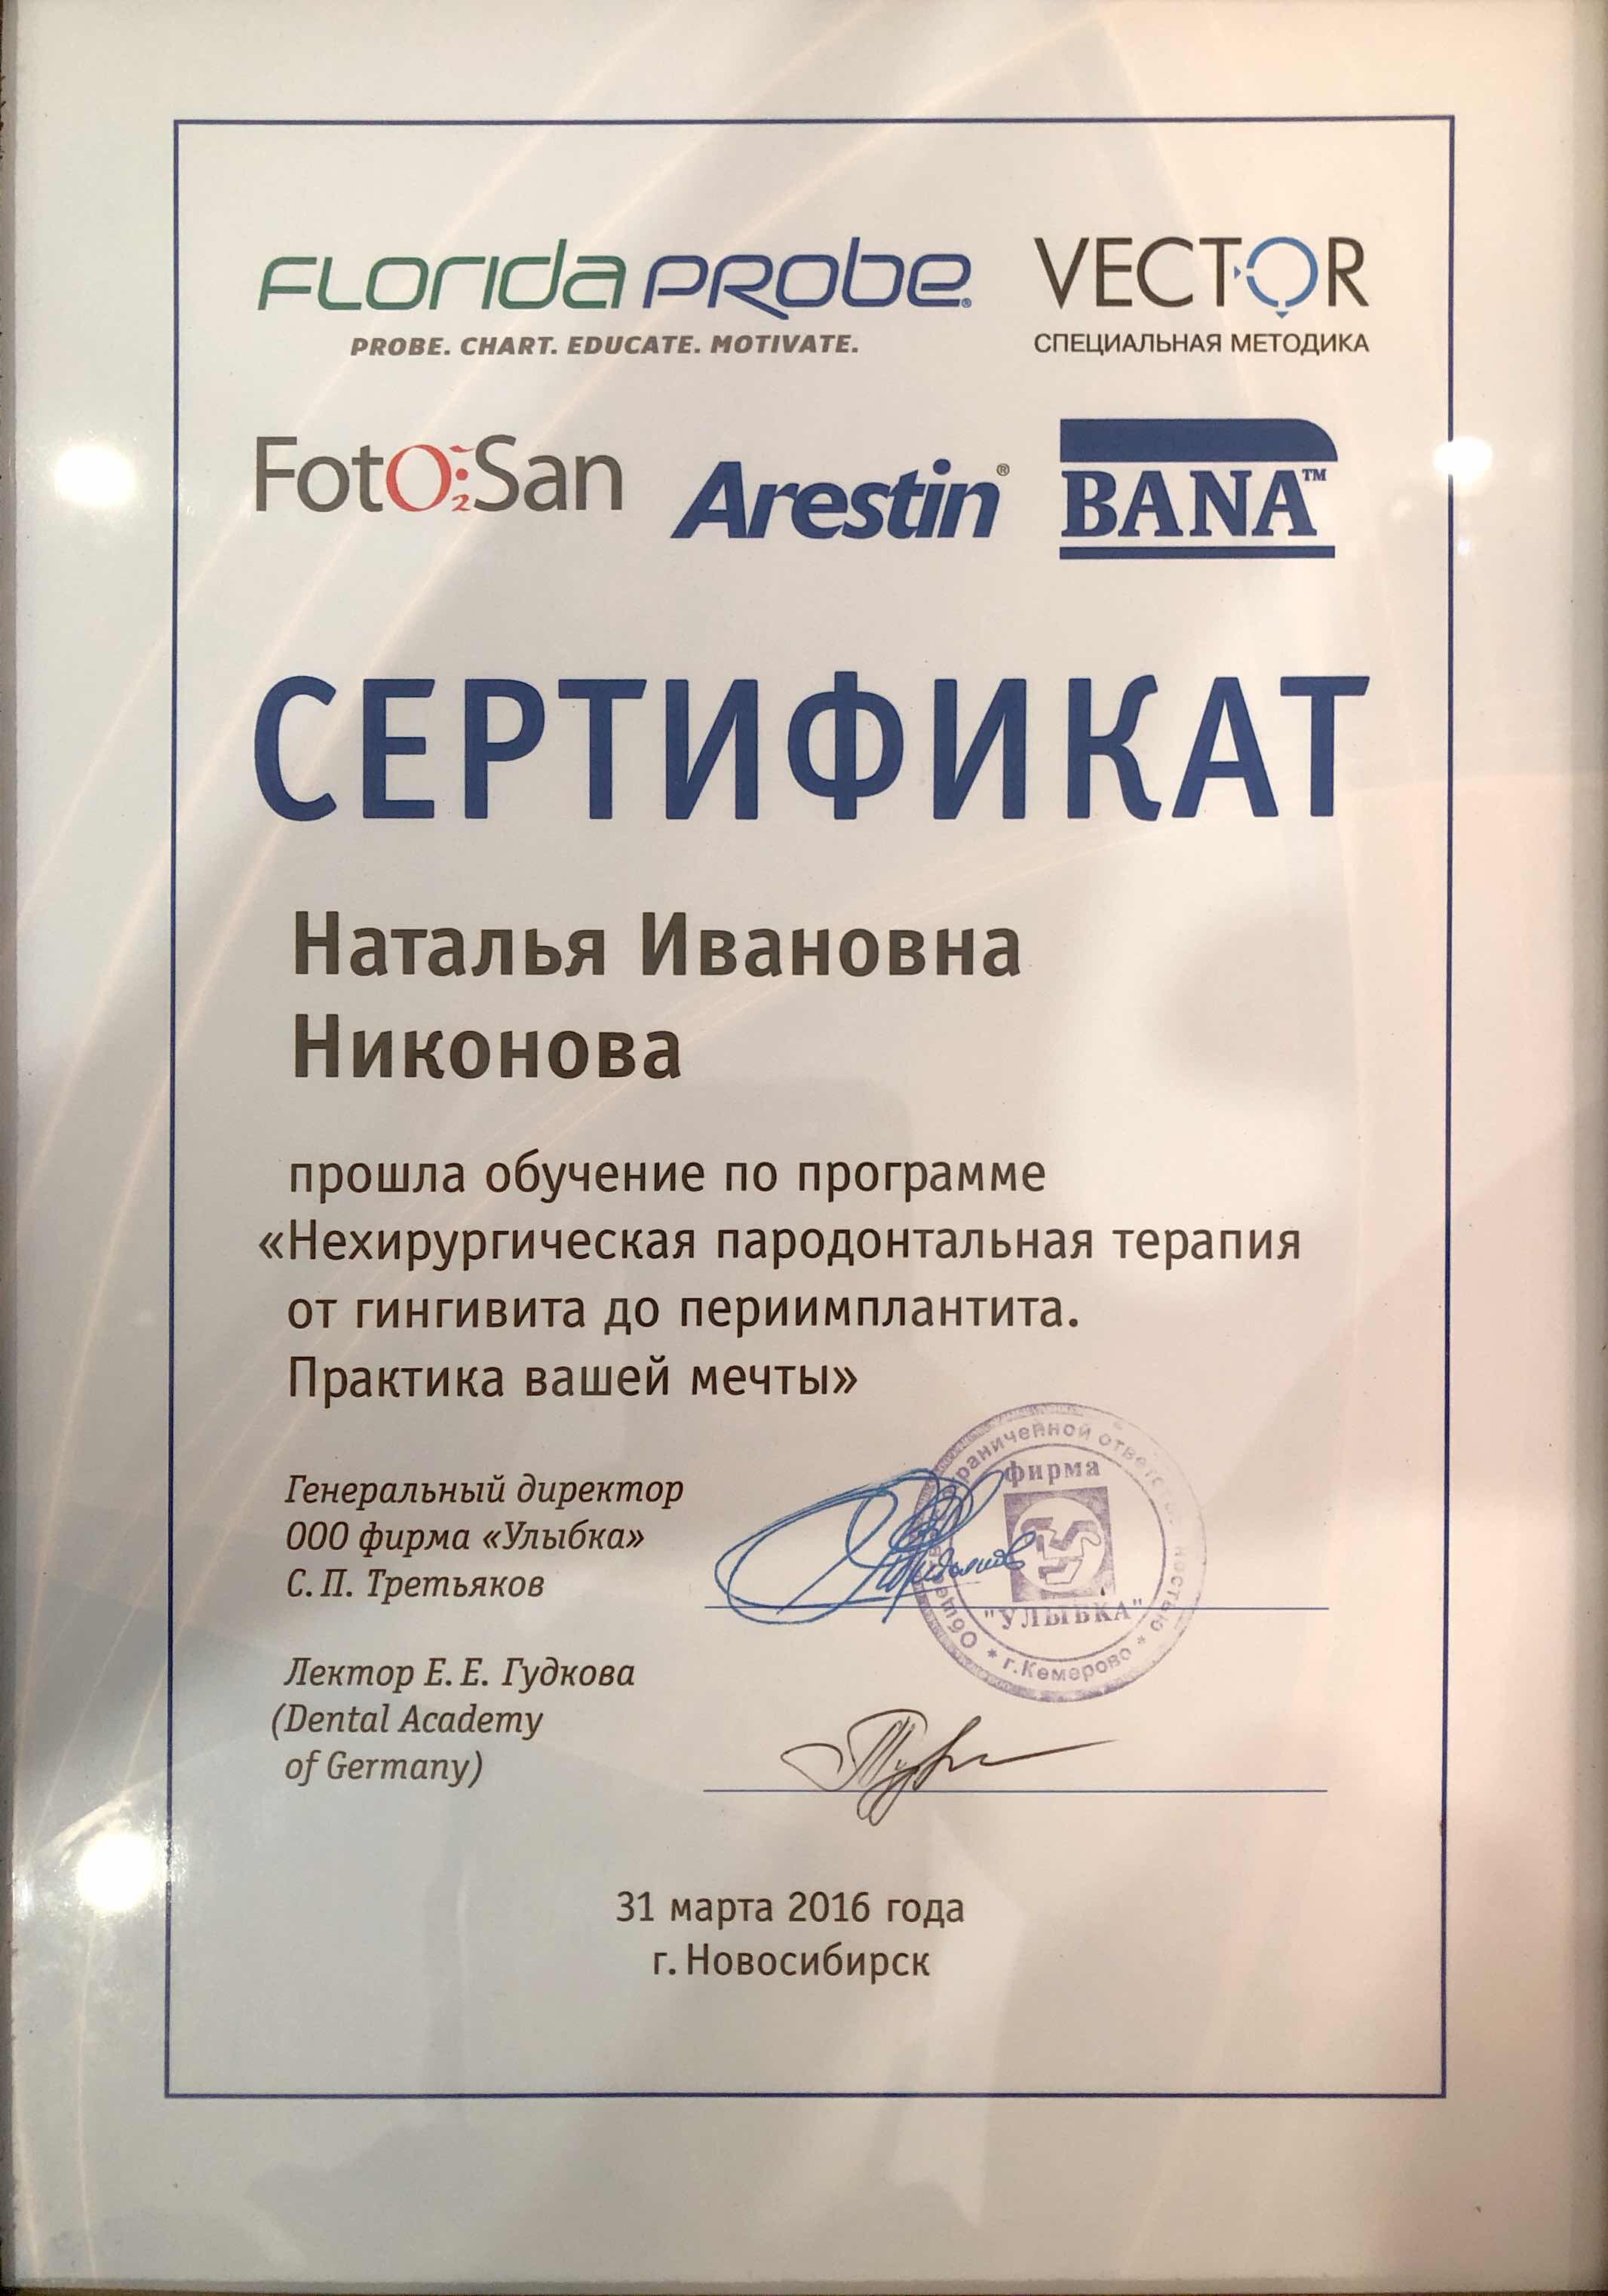 FLORIDA PROBE®
PROBE. CHART. EDUCATE. MOTIVATE.
VECTOR
СПЕЦИАЛЬНАЯ МЕТОДИКА
FotO₂San
Arestin®
BANA™
СЕРТИФИКАТ
Наталья Ивановна
Никонова
прошла обучение по программе
«Нехирургическая пародонтальная терапия
от гингивита до периимплантита.
Практика вашей мечты»
Генеральный директор
ООО фирма «Улыбка»
С. П. Третьяков
фирма
"УЛЫБКА"
* г.Кемерово *
Лектор Е. Е. Гудкова
(Dental Academy
of Germany)
31 марта 2016 года
г. Новосибирск